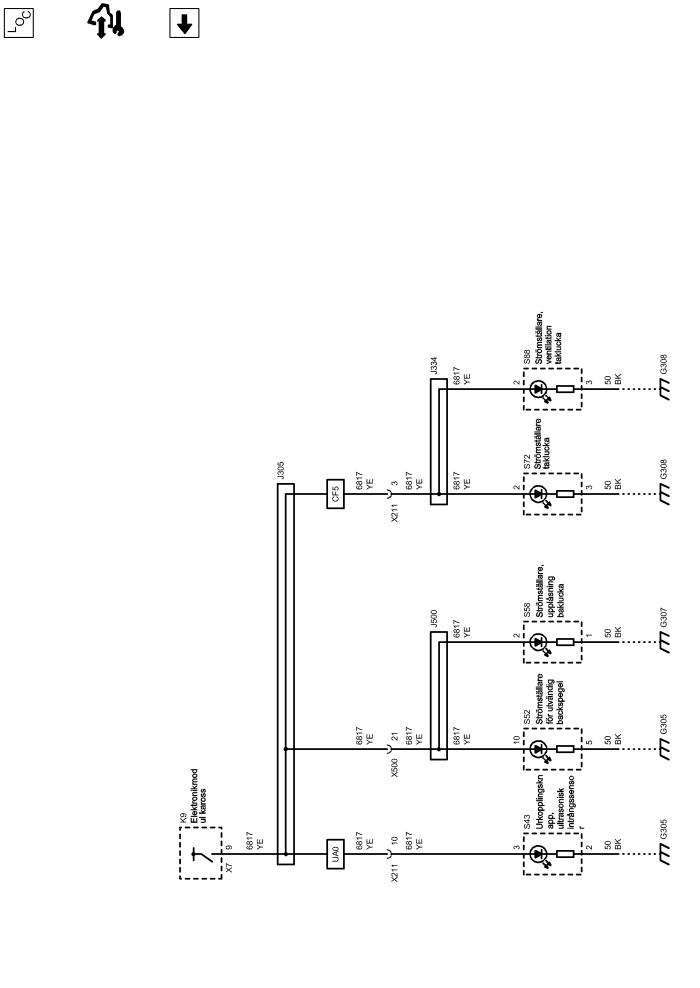 LOC
K9
Elektronikmod
ul kaross
9
X7
6817
YE
J305
UA0
CF5
6817
YE
10
X211
6817
YE
21
X500
6817
YE
6817
YE
3
X211
6817
YE
J500
J334
6817
YE
6817
YE
6817
YE
6817
YE
3
S43
Urkopplingskn
app,
ultrasonisk
intrångssenso
r
2
50
BK
G305
10
S52
Strömställare
för utvändig
backspegel
5
50
BK
G305
2
S58
Strömställare,
upplåsning
baklucka
1
50
BK
G307
2
S72
Strömställare
taklucka
3
50
BK
G308
2
S88
Strömställare,
ventilation
taklucka
3
50
BK
G308